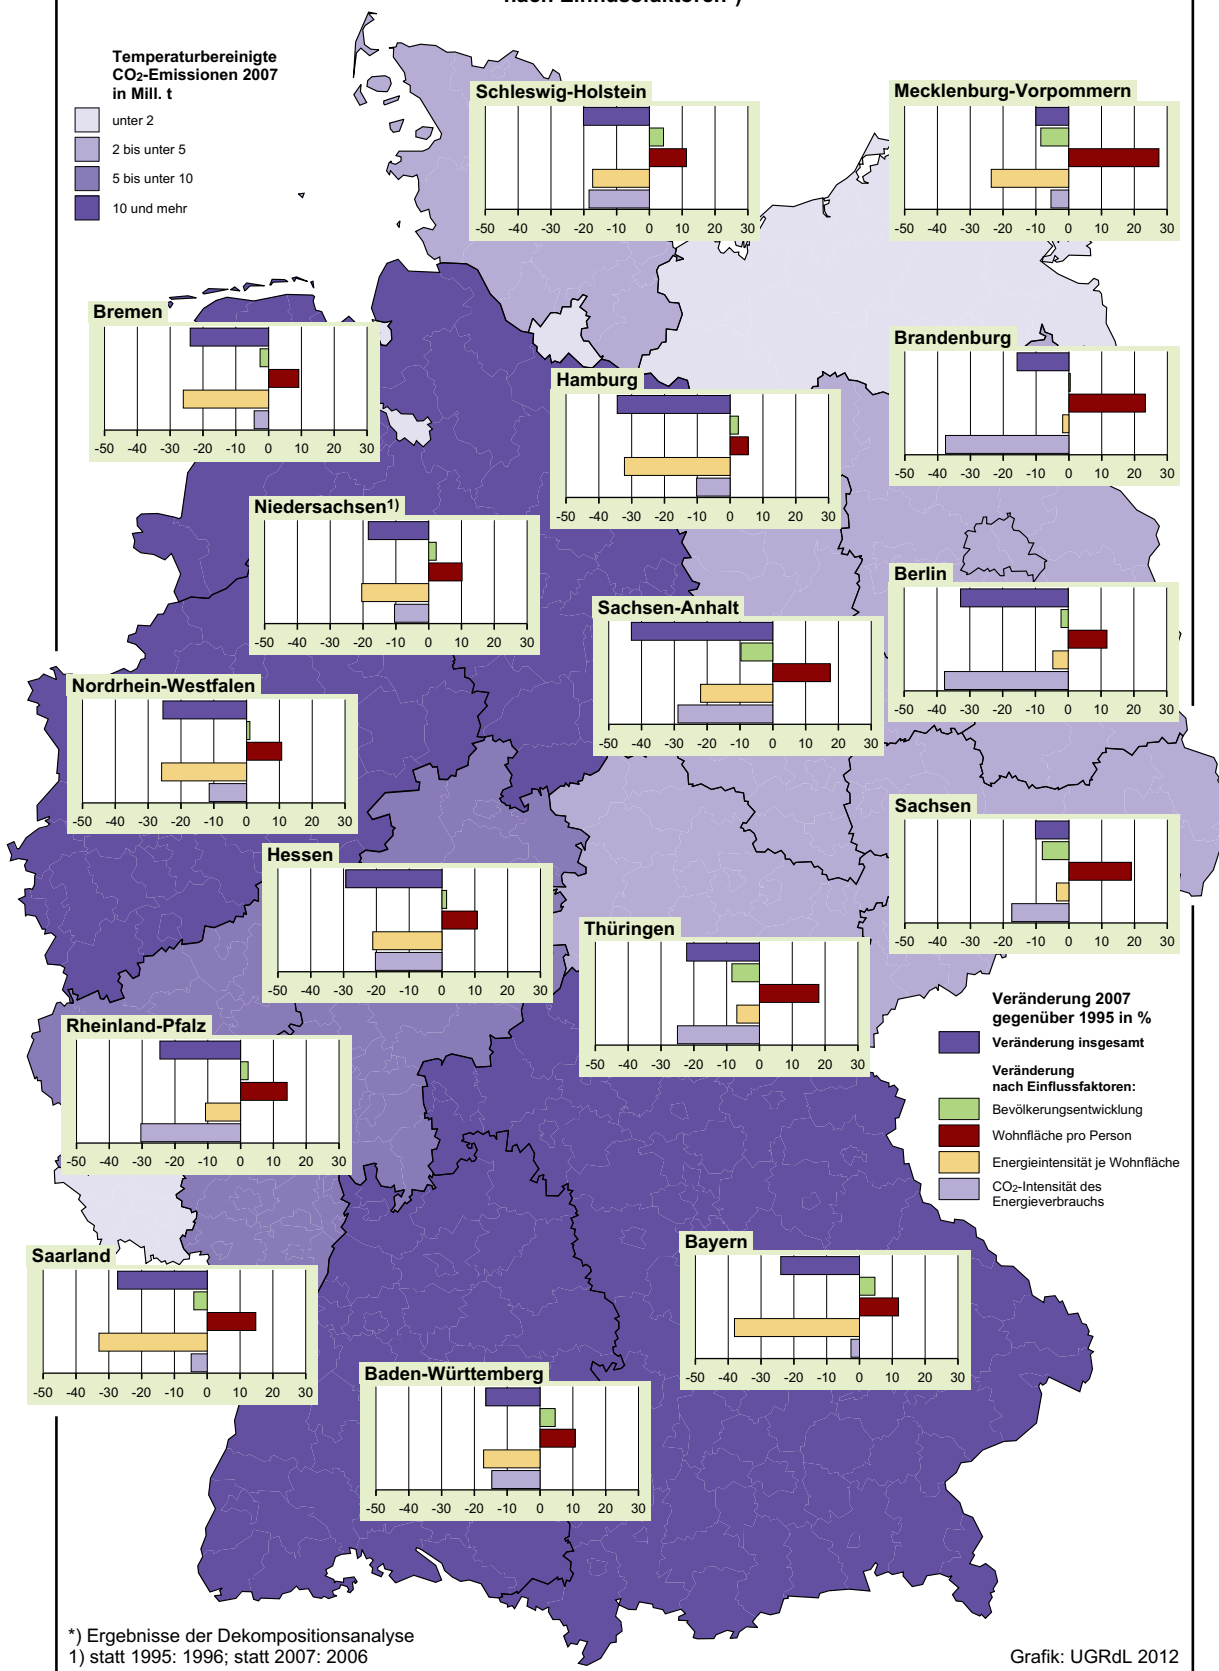 nach Einflussfaktoren*)
Temperaturbereinigte
CO2-Emissionen 2007
in Mill. t
unter 2
2 bis unter 5
5 bis unter 10
10 und mehr
Schleswig-Holstein
-50 -40 -30 -20 -10 0 10 20 30
Mecklenburg-Vorpommern
-50 -40 -30 -20 -10 0 10 20 30
Bremen
-50 -40 -30 -20 -10 0 10 20 30
Brandenburg
-50 -40 -30 -20 -10 0 10 20 30
Hamburg
-50 -40 -30 -20 -10 0 10 20 30
Niedersachsen1)
-50 -40 -30 -20 -10 0 10 20 30
Berlin
-50 -40 -30 -20 -10 0 10 20 30
Sachsen-Anhalt
-50 -40 -30 -20 -10 0 10 20 30
Nordrhein-Westfalen
-50 -40 -30 -20 -10 0 10 20 30
Sachsen
-50 -40 -30 -20 -10 0 10 20 30
Hessen
-50 -40 -30 -20 -10 0 10 20 30
Thüringen
-50 -40 -30 -20 -10 0 10 20 30
Rheinland-Pfalz
-50 -40 -30 -20 -10 0 10 20 30
Veränderung 2007
gegenüber 1995 in %
Veränderung insgesamt
Veränderung
nach Einflussfaktoren:
Bevölkerungsentwicklung
Wohnfläche pro Person
Energieintensität je Wohnfläche
CO2-Intensität des
Energieverbrauchs
Saarland
-50 -40 -30 -20 -10 0 10 20 30
Bayern
-50 -40 -30 -20 -10 0 10 20 30
Baden-Württemberg
-50 -40 -30 -20 -10 0 10 20 30
*) Ergebnisse der Dekompositionsanalyse
1) statt 1995: 1996; statt 2007: 2006
Grafik: UGRdL 2012